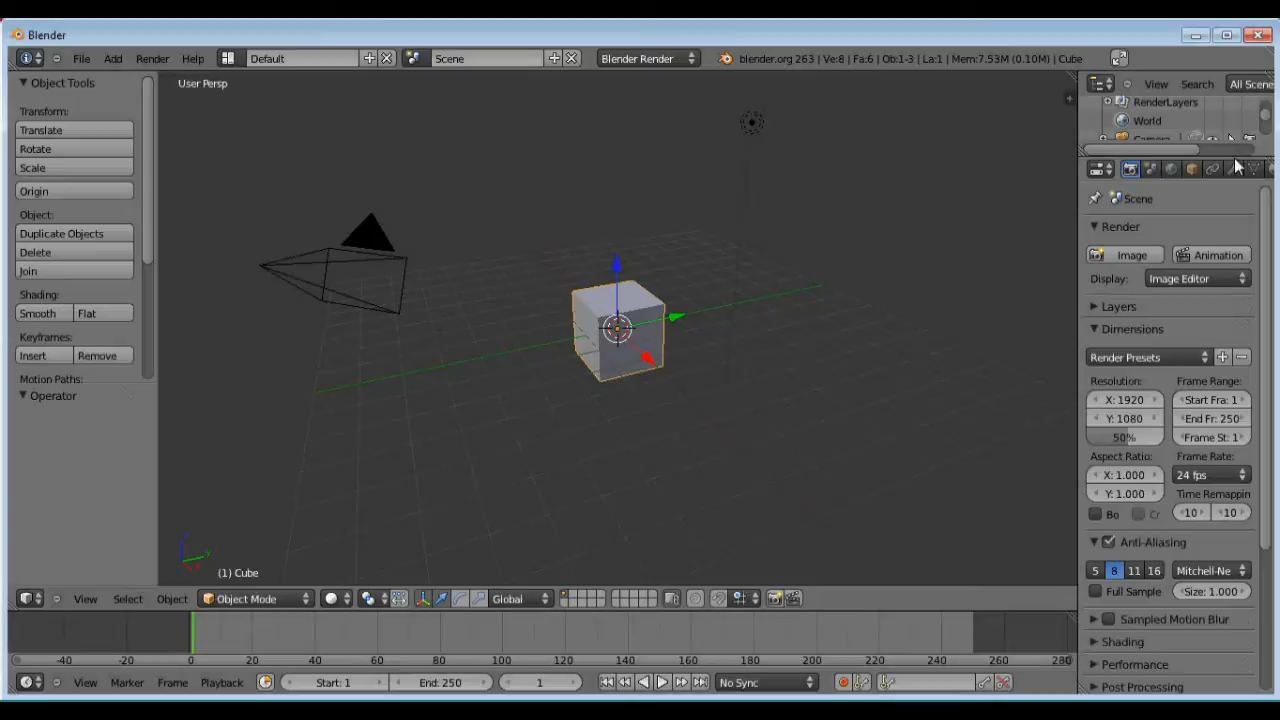 Blender
File Add Render Help Default Scene Blender Render blender.org 263 | Ve:8 | Fa:6 | Ob:1-3 | La:1 | Mem:7.53M (0.10M) | Cube
Object Tools
Transform:
Translate
Rotate
Scale
Origin
Object:
Duplicate Objects
Delete
Join
Shading:
Smooth Flat
Keyframes:
Insert Remove
Motion Paths:
Operator
User Persp
(1) Cube
View Search All Scene
RenderLayers
World
Camera
Scene
Render
Image Animation
Display: Image Editor
Layers
Dimensions
Render Presets
Resolution: Frame Range:
X: 1920 Start Fra: 1
Y: 1080 End Fr: 250
50% Frame St: 1
Aspect Ratio: Frame Rate:
X: 1.000 24 fps
Y: 1.000 Time Remappin
Bo Cr 10 10
Anti-Aliasing
5 8 11 16 Mitchell-Ne
Full Sample Size: 1.000
Sampled Motion Blur
Shading
Performance
Post Processing
View Select Object Object Mode Global
-40 -20 0 20 40 60 80 100 120 140 160 180 200 220 240 260 280
View Marker Frame Playback Start: 1 End: 250 1 No Sync